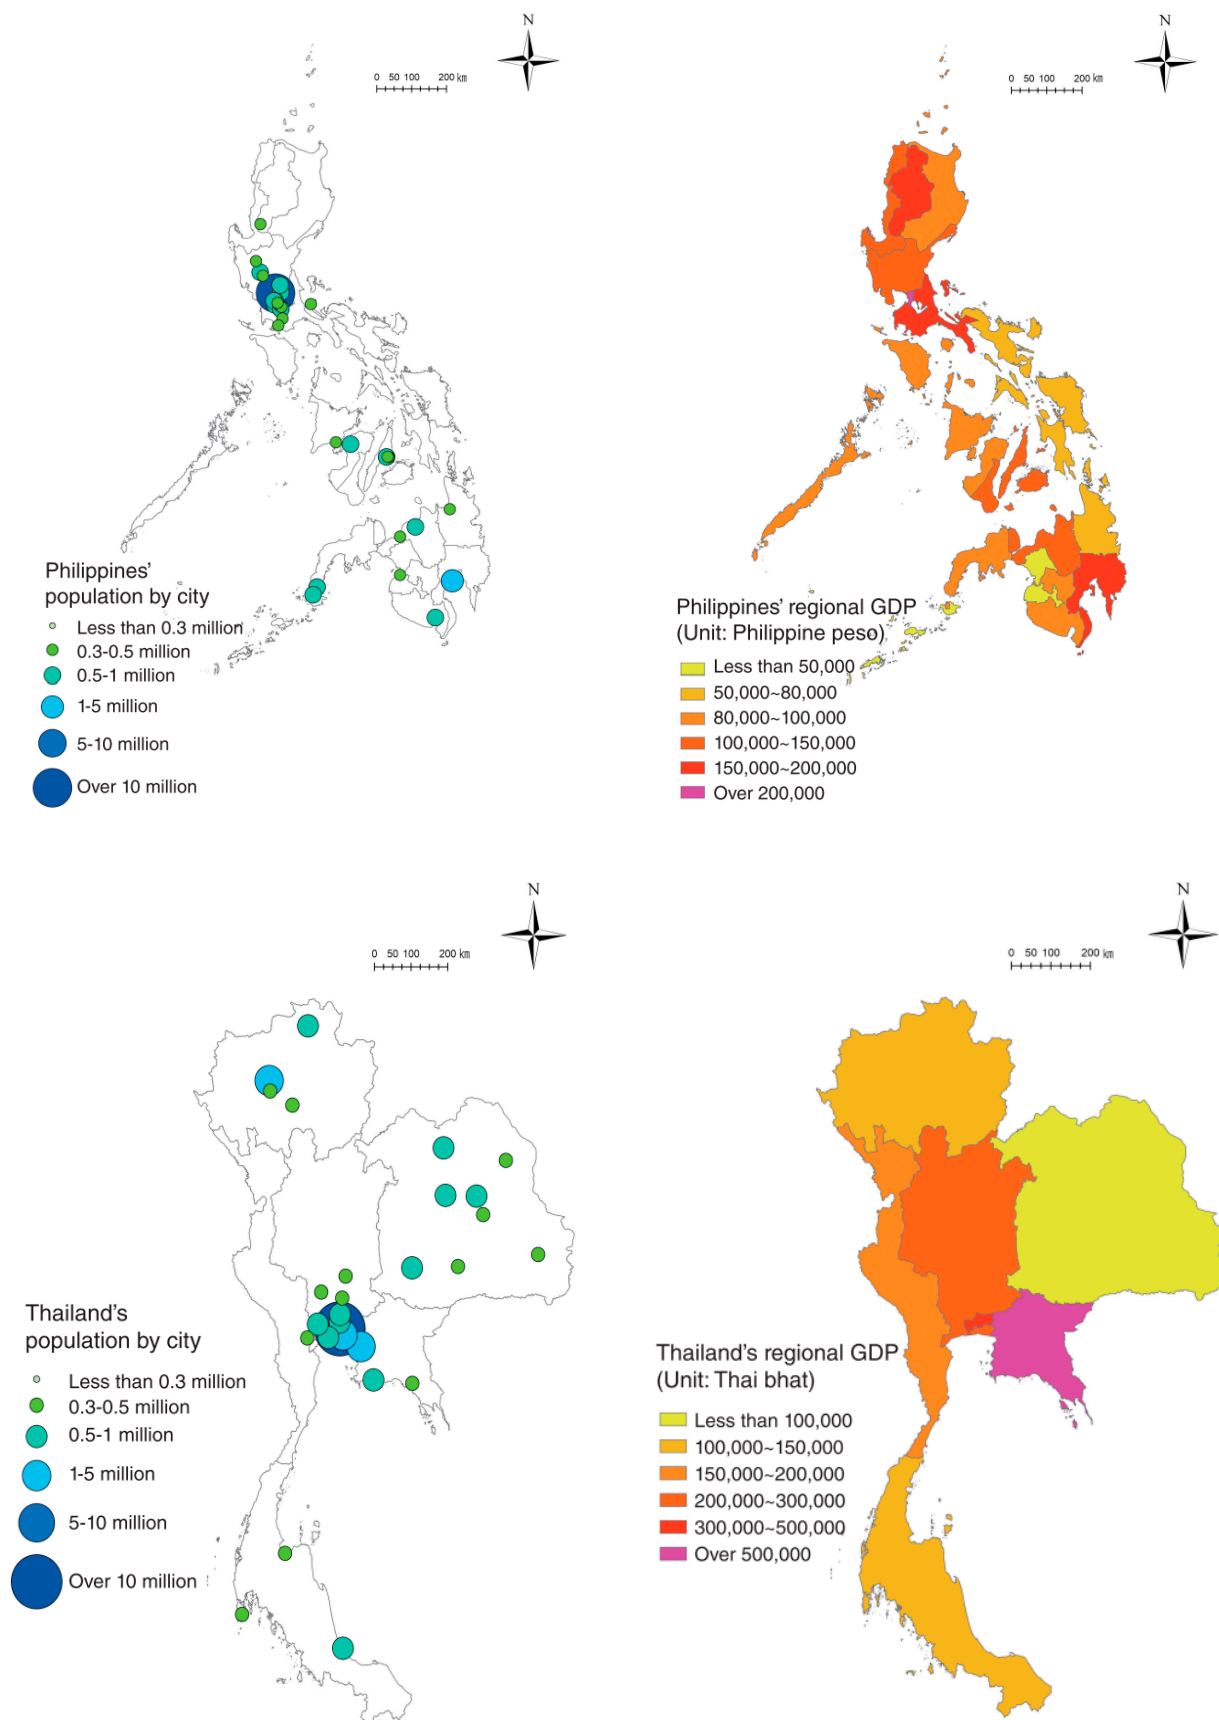 N
0 50 100 200 km
N
0 50 100 200 km
Philippines'
population by city
Less than 0.3 million
0.3-0.5 million
0.5-1 million
1-5 million
5-10 million
Over 10 million
Philippines' regional GDP
(Unit: Philippine peso)
Less than 50,000
50,000~80,000
80,000~100,000
100,000~150,000
150,000~200,000
Over 200,000
N
0 50 100 200 km
N
0 50 100 200 km
Thailand's
population by city
Less than 0.3 million
0.3-0.5 million
0.5-1 million
1-5 million
5-10 million
Over 10 million
Thailand's regional GDP
(Unit: Thai bhat)
Less than 100,000
100,000~150,000
150,000~200,000
200,000~300,000
300,000~500,000
Over 500,000